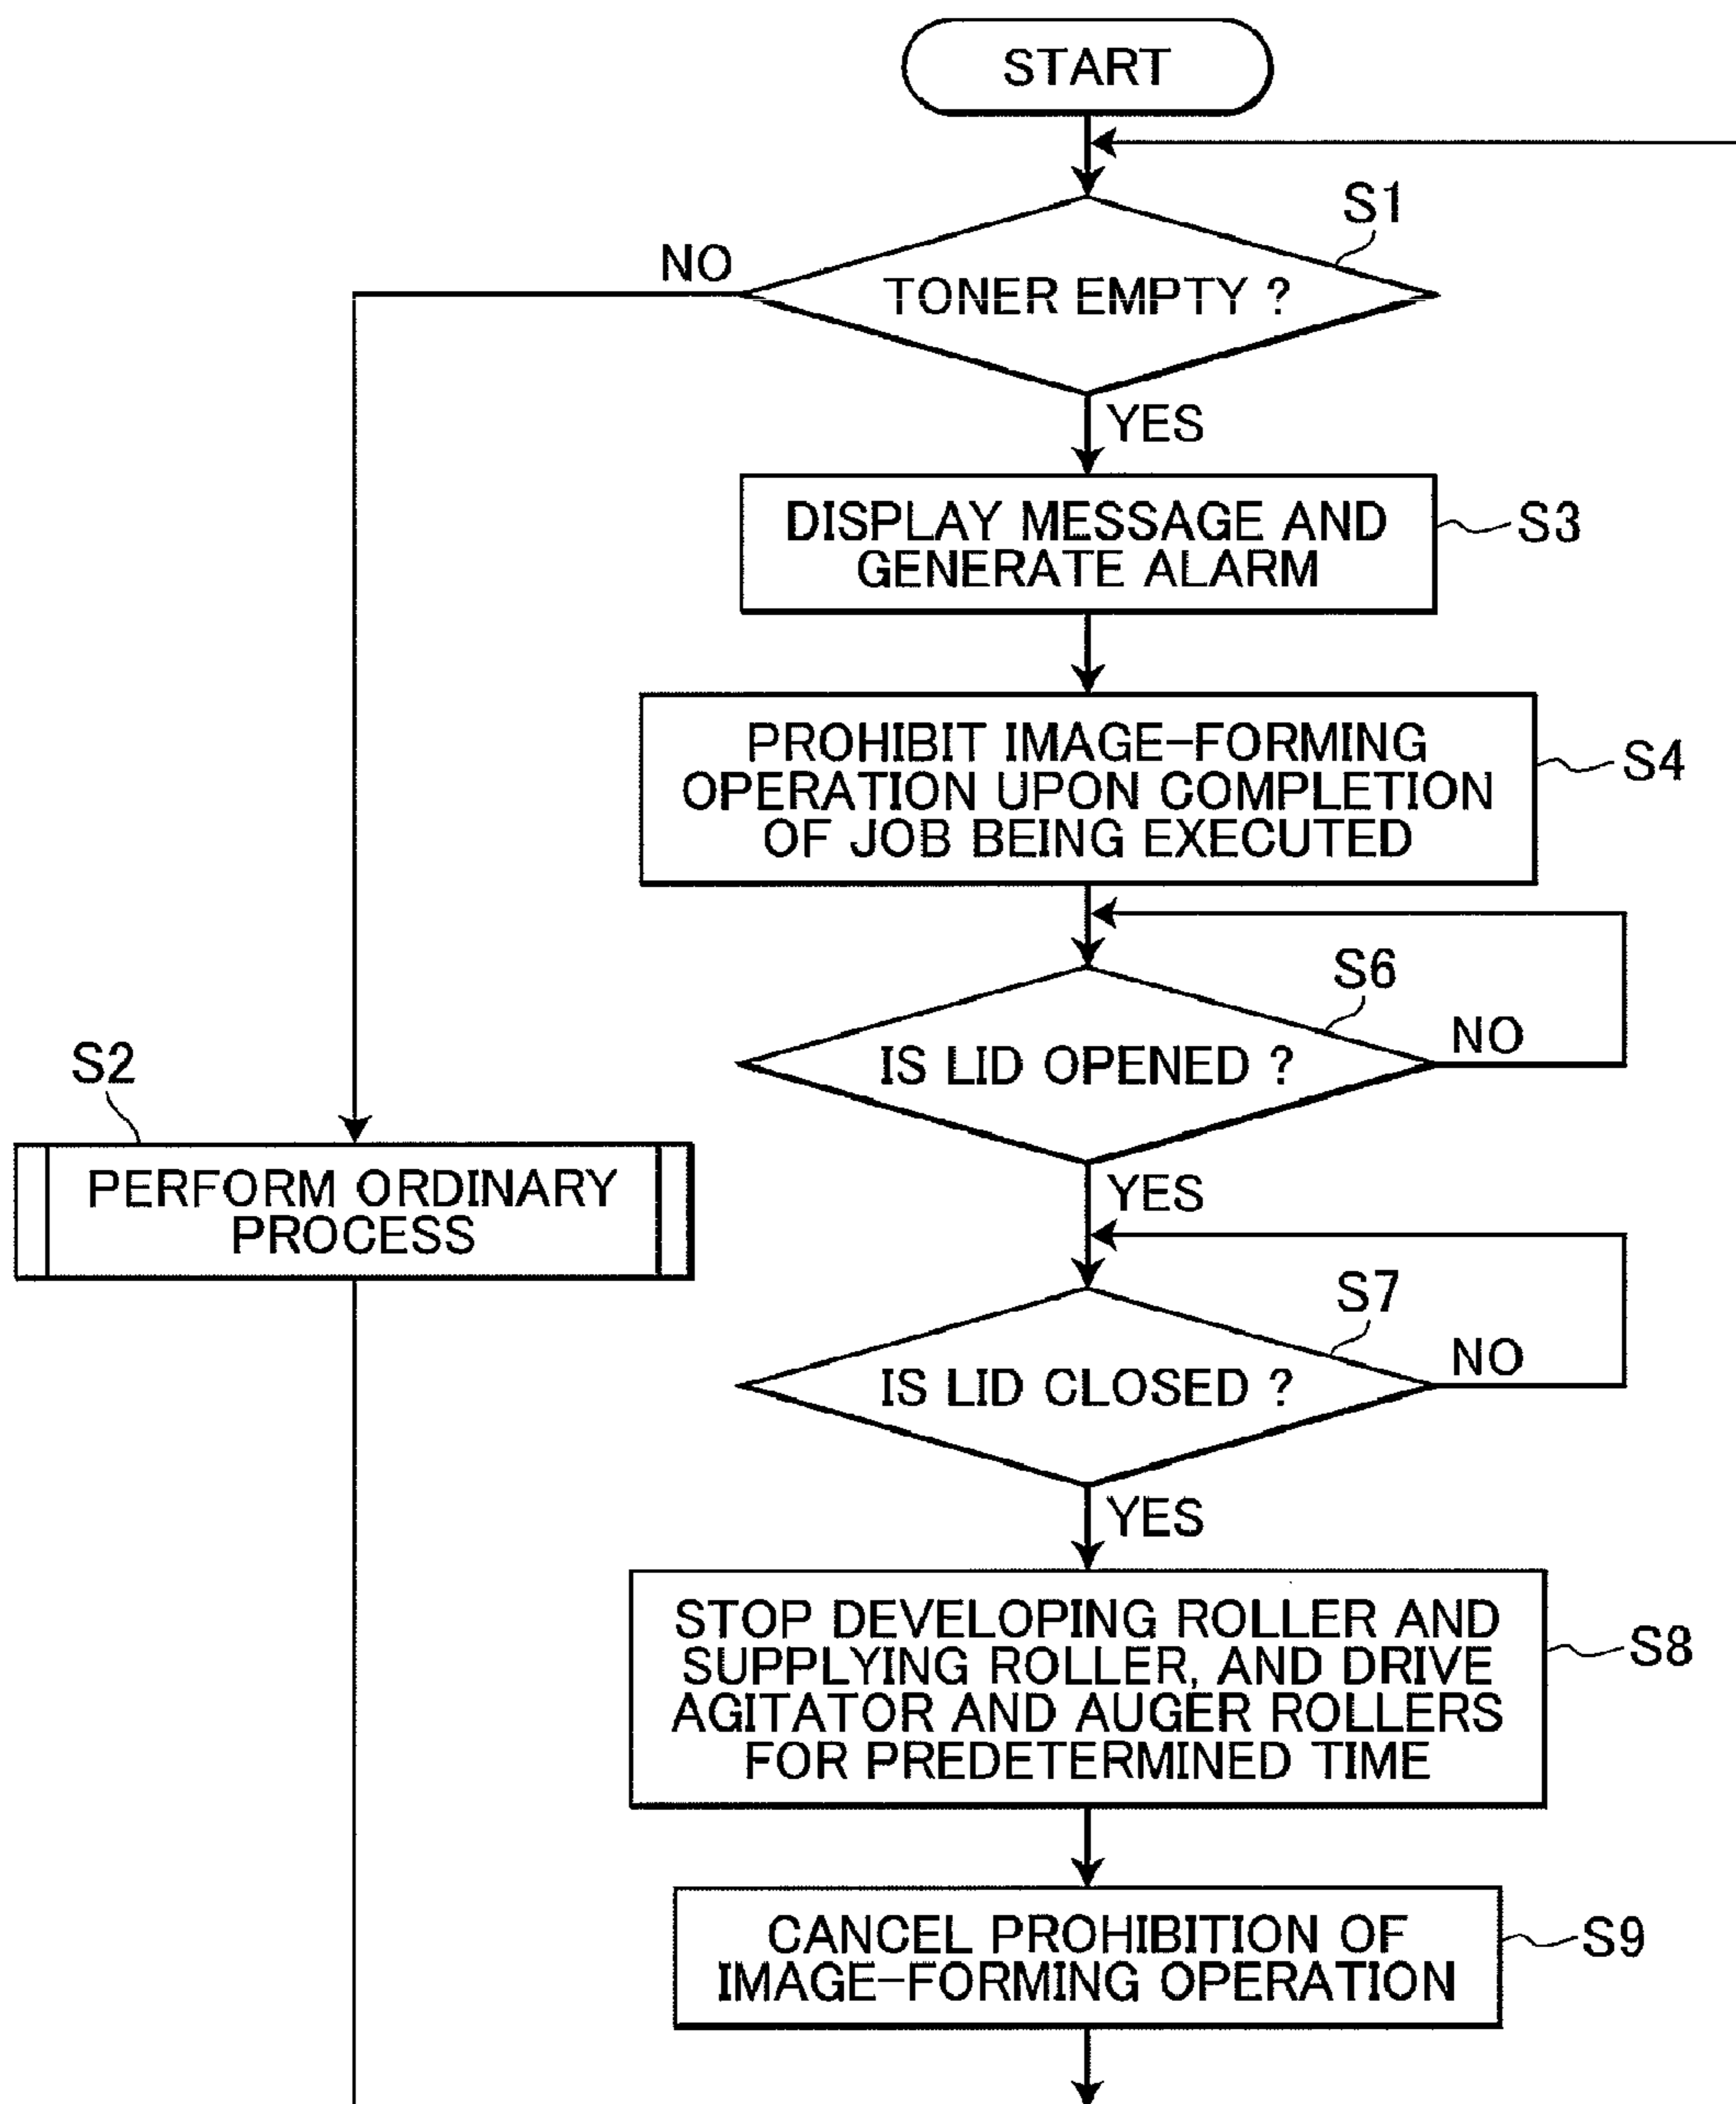 START
S1
NO
TONER EMPTY ?
YES
DISPLAY MESSAGE AND
GENERATE ALARM
S3
PROHIBIT IMAGE-FORMING
OPERATION UPON COMPLETION
OF JOB BEING EXECUTED
S4
S6
IS LID OPENED ?
NO
S2
PERFORM ORDINARY
PROCESS
YES
S7
IS LID CLOSED ?
NO
YES
STOP DEVELOPING ROLLER AND
SUPPLYING ROLLER, AND DRIVE
AGITATOR AND AUGER ROLLERS
FOR PREDETERMINED TIME
S8
CANCEL PROHIBITION OF
IMAGE-FORMING OPERATION
S9